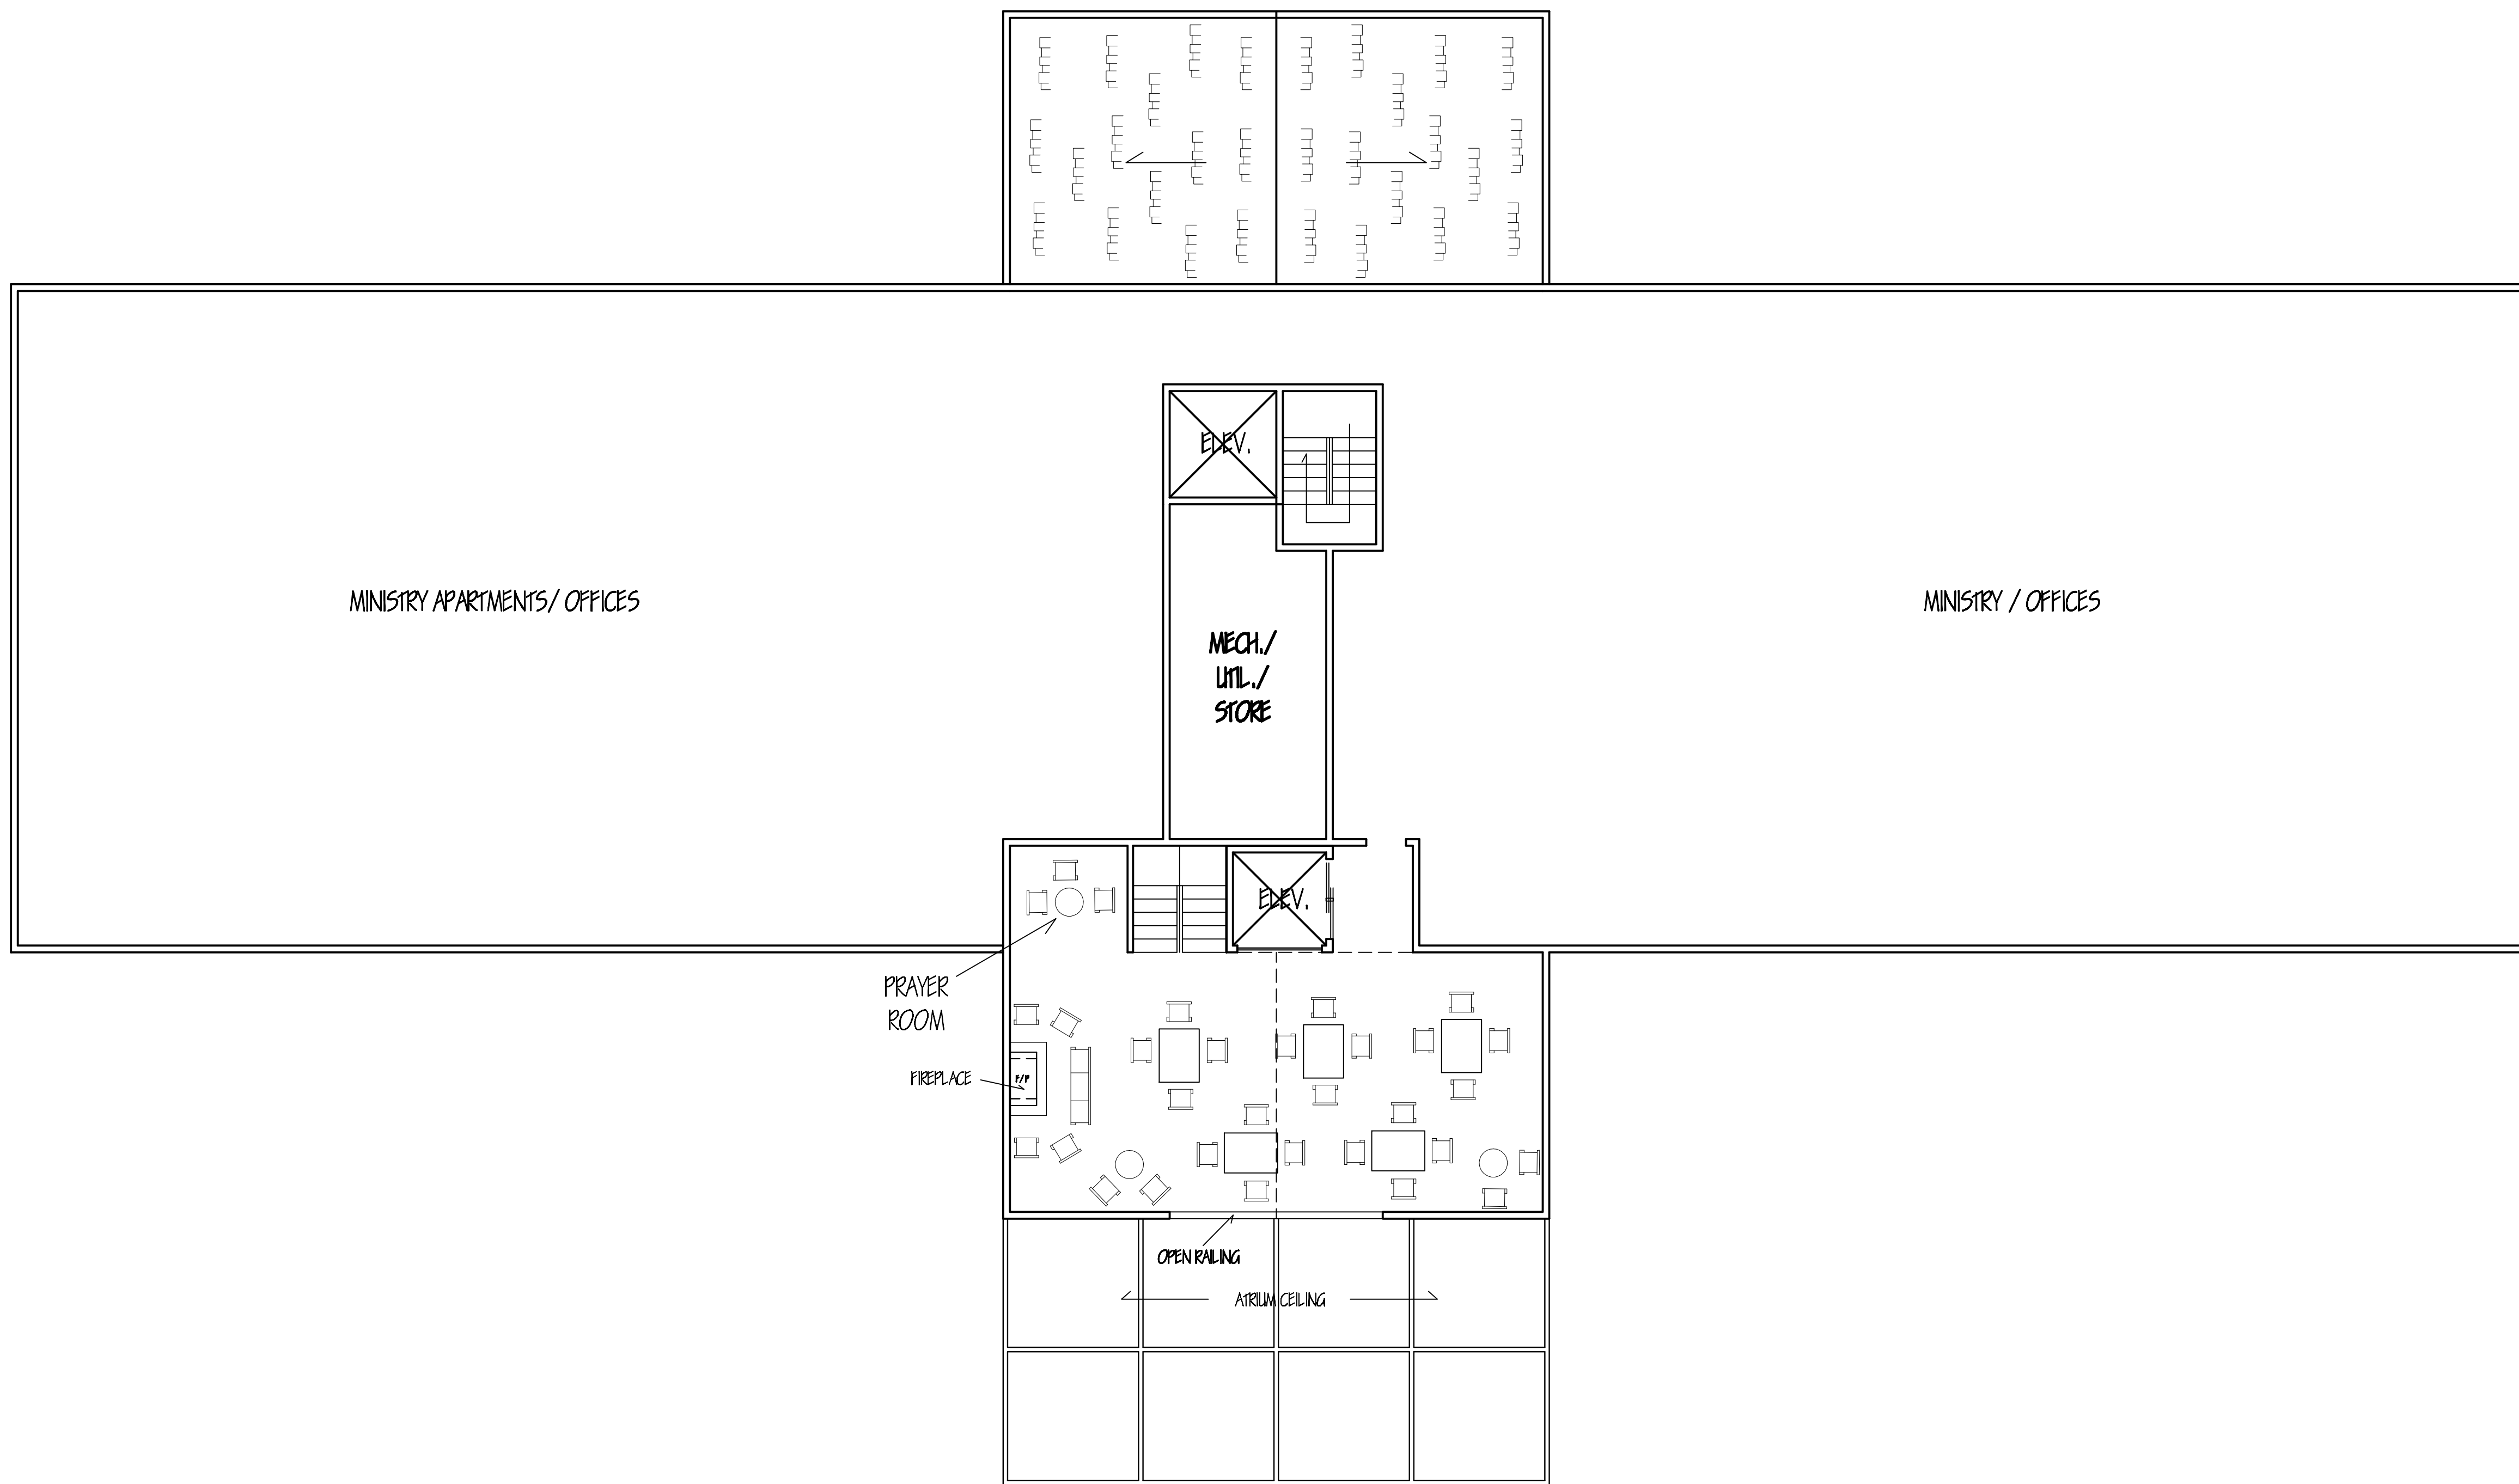 ELEV.
MINISTRY APARTMENTS/ OFFICES
MINISTRY / OFFICES
MECH./
UTIL./
STORE
ELEV.
PRAYER
ROOM
FIREPLACE
F/P
OPEN RAILING
ATRIUM CEILING